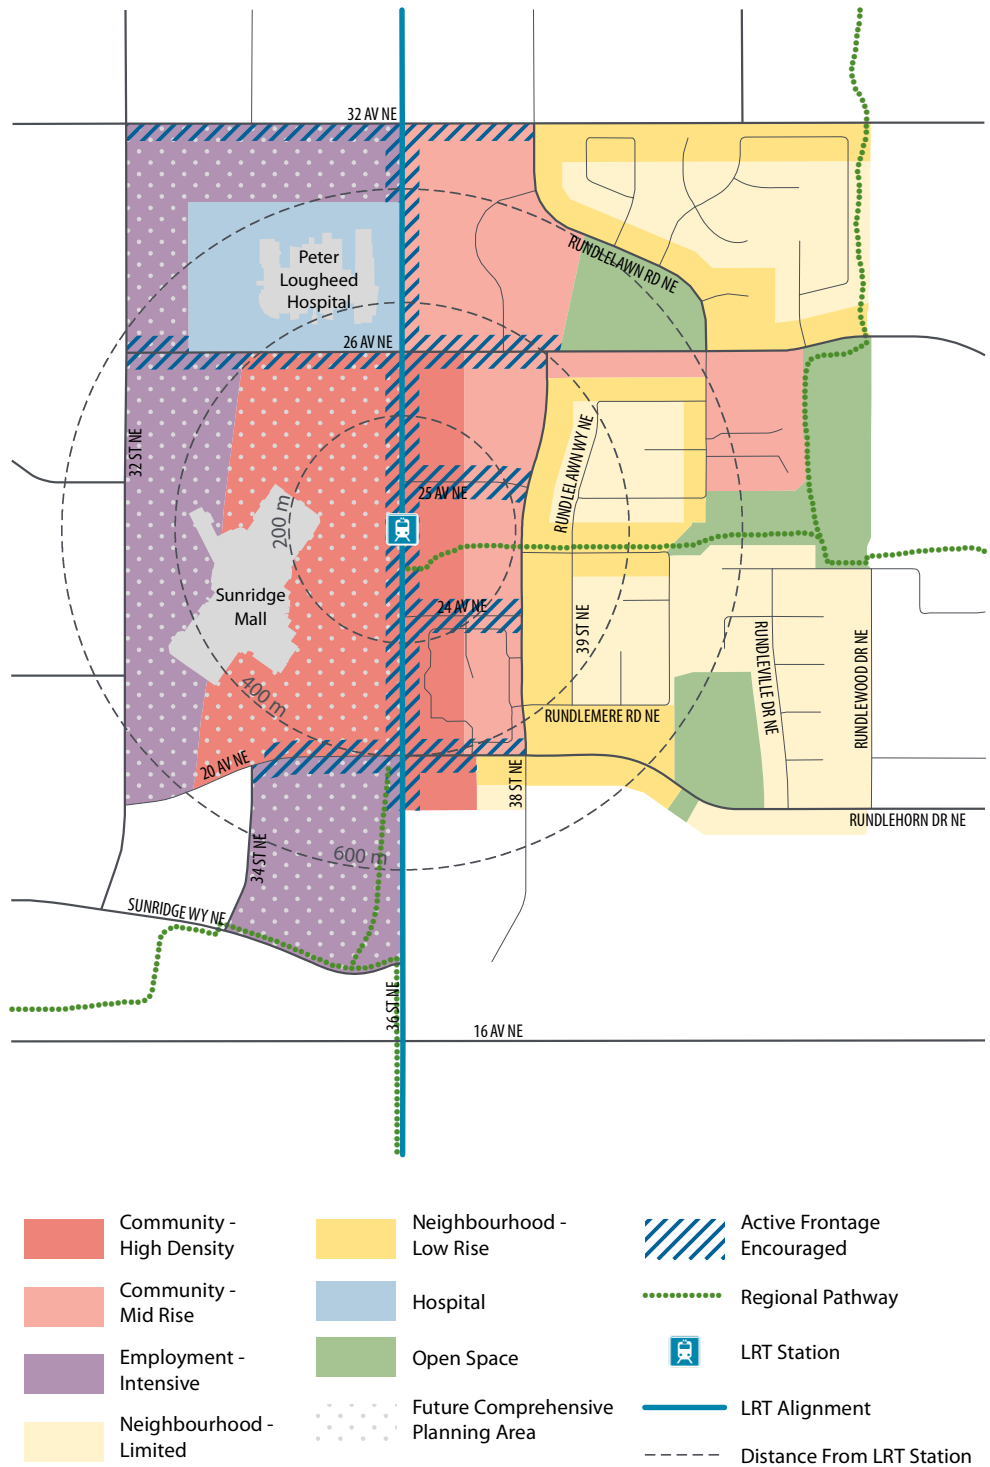 32 AV NE
RUNDLELAWN RD NE
Peter
Lougheed
Hospital
26 AV NE
32 ST NE
RUNDLELAWN WY NE
25 AV NE
200 m
Sunridge
Mall
24 AV NE
39 ST NE
RUNDLEVILLE DR NE
RUNDLEWOOD DR NE
400 m
RUNDLEMERE RD NE
20 AV NE
38 ST NE
RUNDLEHORN DR NE
34 ST NE
600 m
SUNRIDGE WY NE
36 ST NE
16 AV NE
Community -
High Density
Community -
Mid Rise
Employment -
Intensive
Neighbourhood -
Limited
Neighbourhood -
Low Rise
Hospital
Open Space
Future Comprehensive
Planning Area
Active Frontage
Encouraged
Regional Pathway
LRT Station
LRT Alignment
Distance From LRT Station